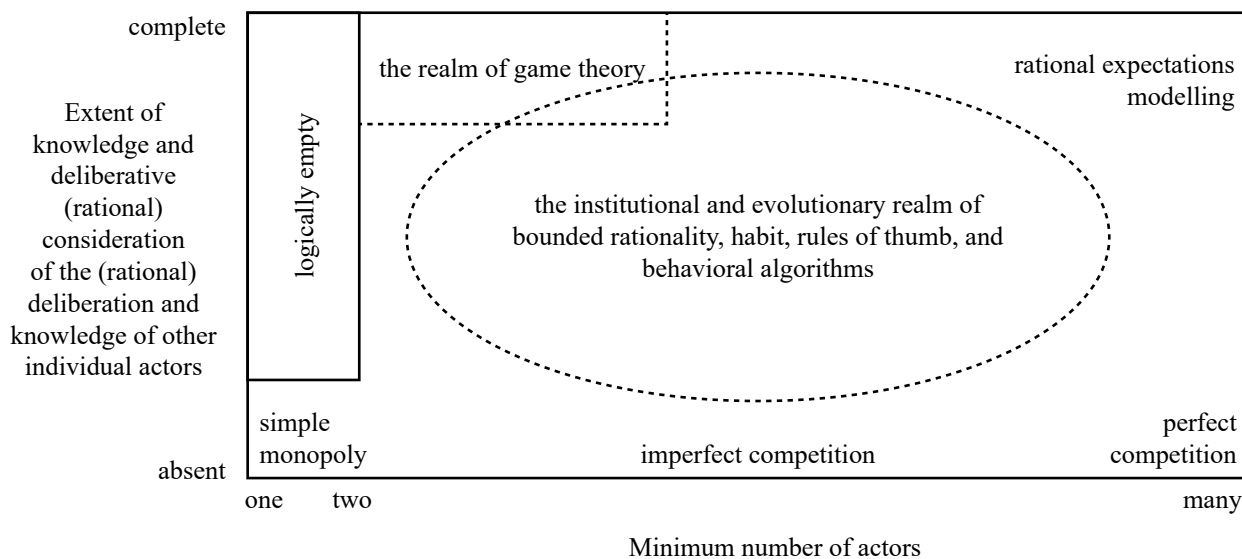 complete
the realm of game theory
rational expectations
modelling
Extent of
knowledge and
deliberative
(rational)
consideration
of the (rational)
deliberation and
knowledge of other
individual actors
logically empty
the institutional and evolutionary realm of
bounded rationality, habit, rules of thumb, and
behavioral algorithms
simple
monopoly
imperfect competition
perfect
competition
absent
one
two
many
Minimum number of actors